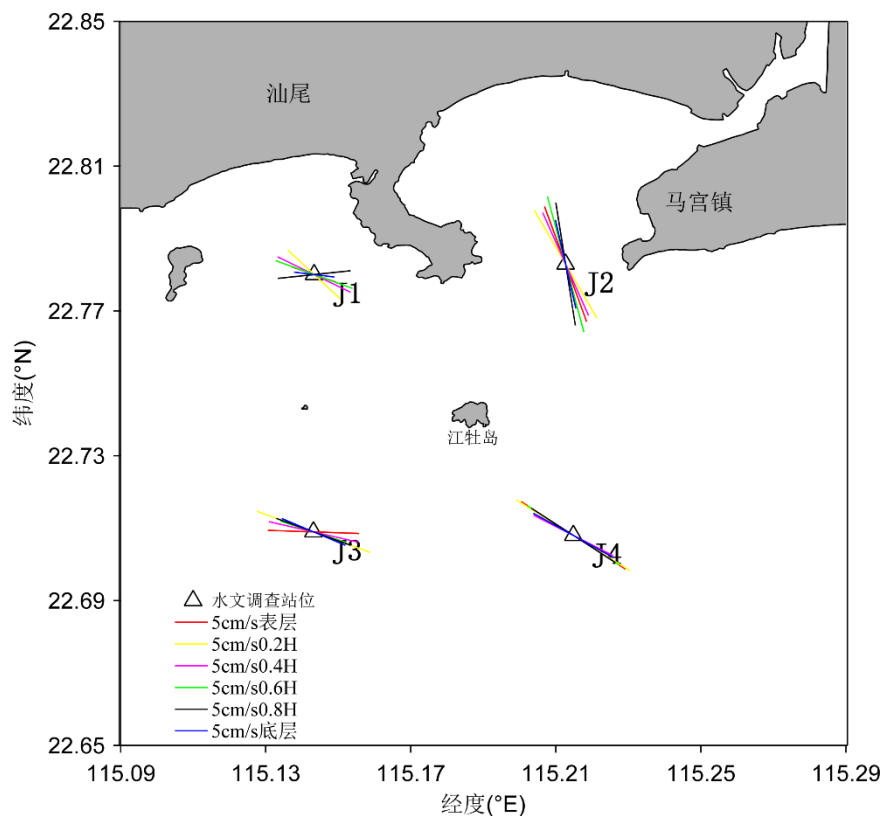 22.85
汕尾
22.81
马宫镇
J1
J2
22.77
纬度(°N)
江牡岛
22.73
J3
J4
22.69
水文调查站位
5cm/s表层
5cm/s0.2H
5cm/s0.4H
5cm/s0.6H
5cm/s0.8H
5cm/s底层
22.65
115.09 115.13 115.17 115.21 115.25 115.29
经度(°E)